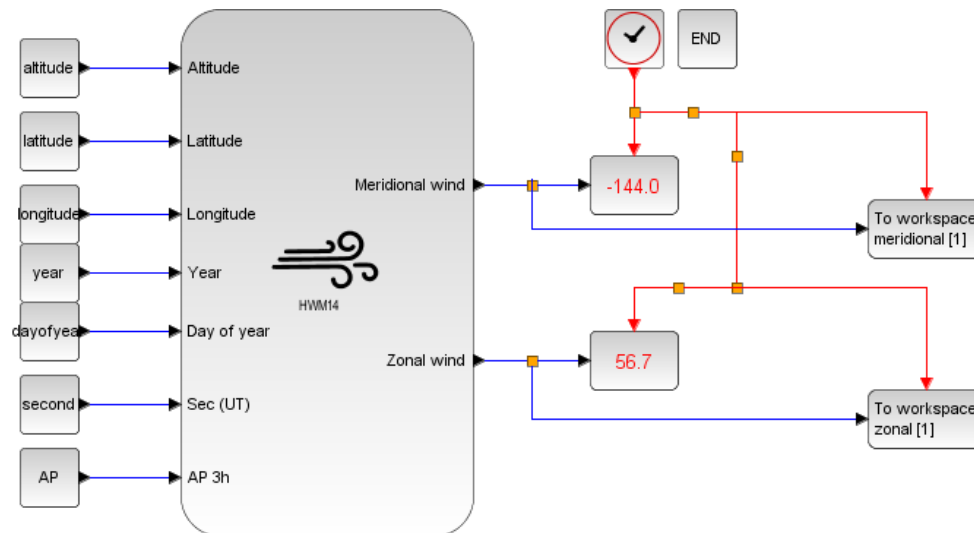 altitude
latitude
longitude
year
dayofyea
second
AP
Altitude
Latitude
Longitude
Year
Day of year
Sec (UT)
AP 3h
HWM14
Meridional wind
Zonal wind
END
-144.0
56.7
To workspace
meridional [1]
To workspace
zonal [1]